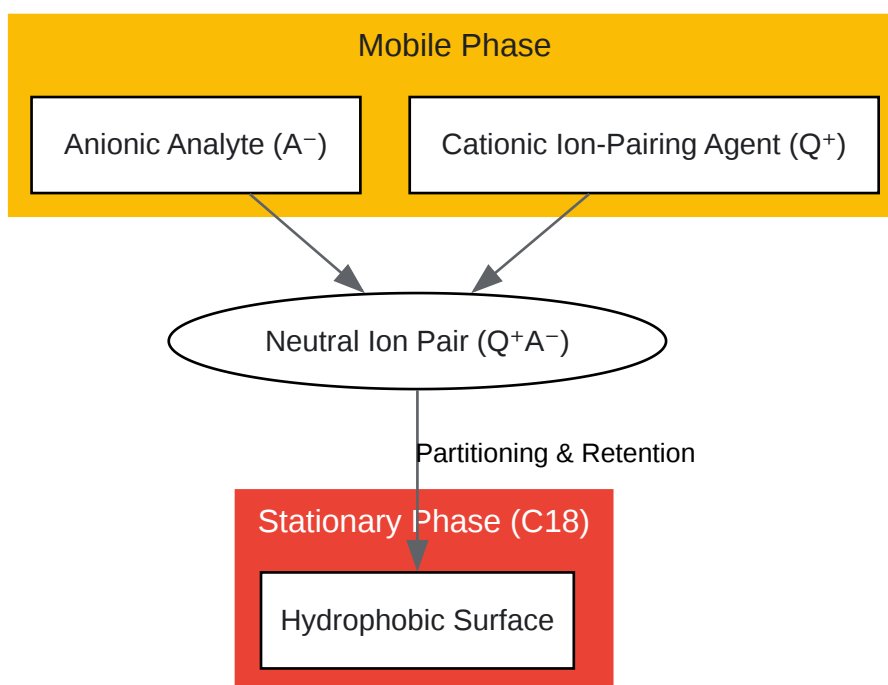 Mobile Phase
Anionic Analyte (A⁻)
Cationic Ion-Pairing Agent (Q⁺)
Neutral Ion Pair (Q⁺A⁻)
Partitioning & Retention
Stationary Phase (C18)
Hydrophobic Surface